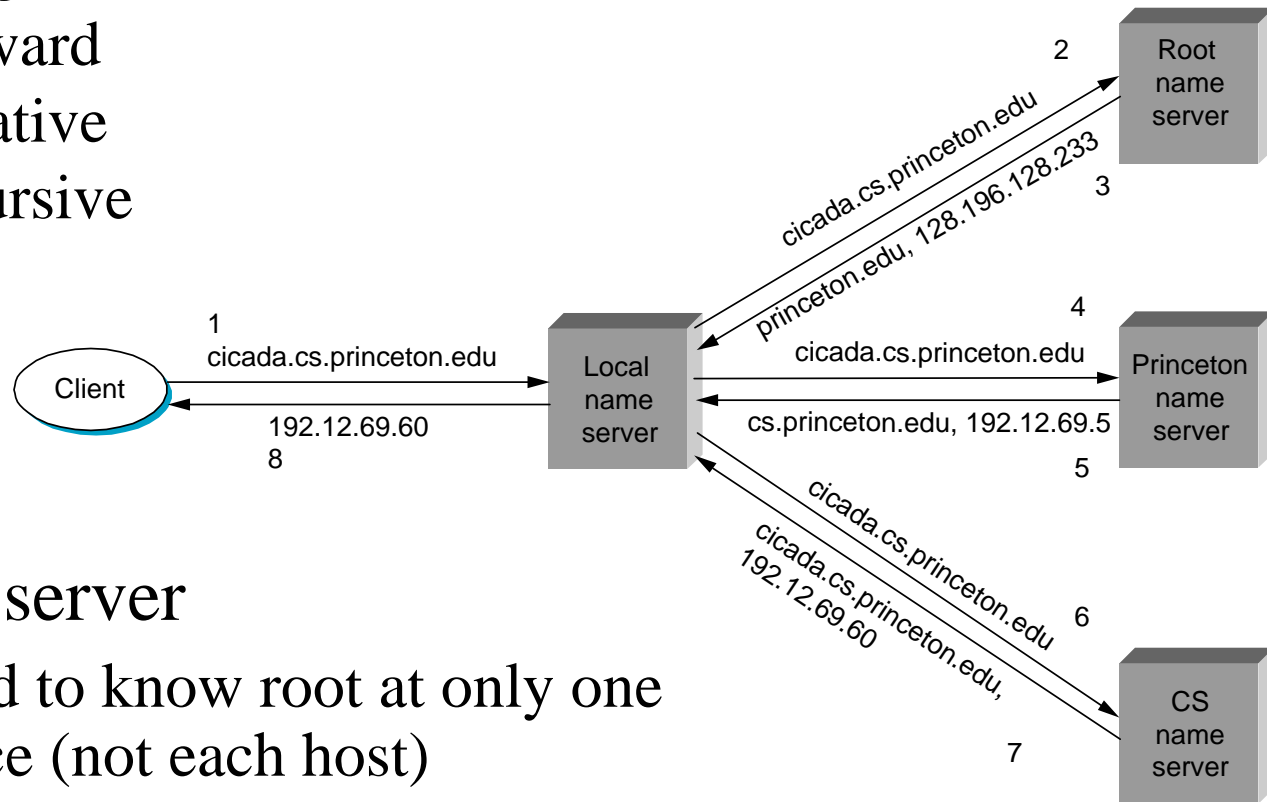 ward
ative
ursive
2
Root
name
server
cicada.cs.princeton.edu
princeton.edu, 128.196.128.233
3
1
cicada.cs.princeton.edu
Client
192.12.69.60
8
Local
name
server
4
cicada.cs.princeton.edu
Princeton
name
server
cs.princeton.edu, 192.12.69.5
5
cicada.cs.princeton.edu
cicada.cs.princeton.edu,
192.12.69.60
6
7
CS
name
server
server
d to know root at only one
ce (not each host)